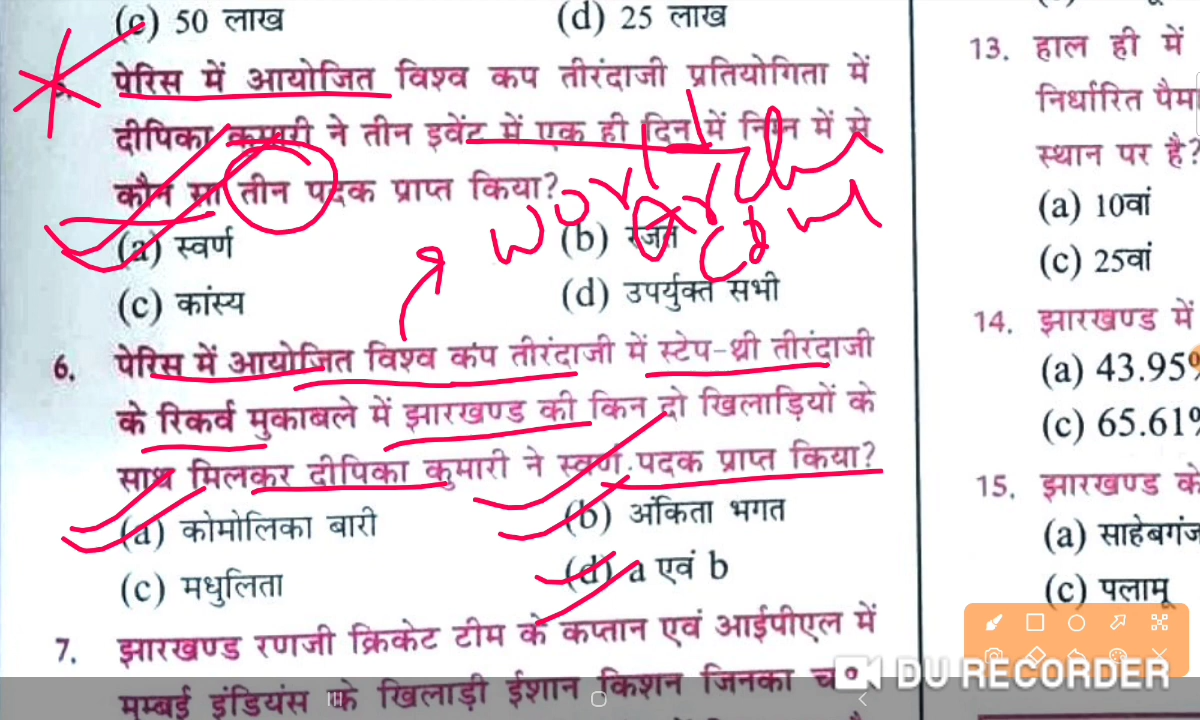 (c) 50 लाख (d) 25 लाख
पेरिस में आयोजित विश्व कप तीरंदाजी प्रतियोगिता में
दीपिका कुमारी ने तीन इवेंट में एक ही दिन में निम्न में से
कौन सा तीन पदक प्राप्त किया?
(a) स्वर्ण (b) रजत
(c) कांस्य (d) उपर्युक्त सभी
6. पेरिस में आयोजित विश्व कप तीरंदाजी में स्टेप-थ्री तीरंदाजी
के रिकर्व मुकाबले में झारखण्ड की किन दो खिलाड़ियों के
साथ मिलकर दीपिका कुमारी ने स्वर्ण पदक प्राप्त किया?
(a) कोमोलिका बारी (b) अंकिता भगत
(c) मधुलिता (d) a एवं b
7. झारखण्ड रणजी क्रिकेट टीम के कप्तान एवं आईपीएल में
मुम्बई इंडियंस के खिलाड़ी ईशान किशन जिनका
13. हाल ही में
निर्धारित
स्थान पर है?
(a) 10वां
(c) 25वां
14. झारखण्ड में
(a) 43.95%
(c) 65.61%
15. झारखण्ड के
(a) साहेबगंज
(c) पलामू
world
DU RECORDER